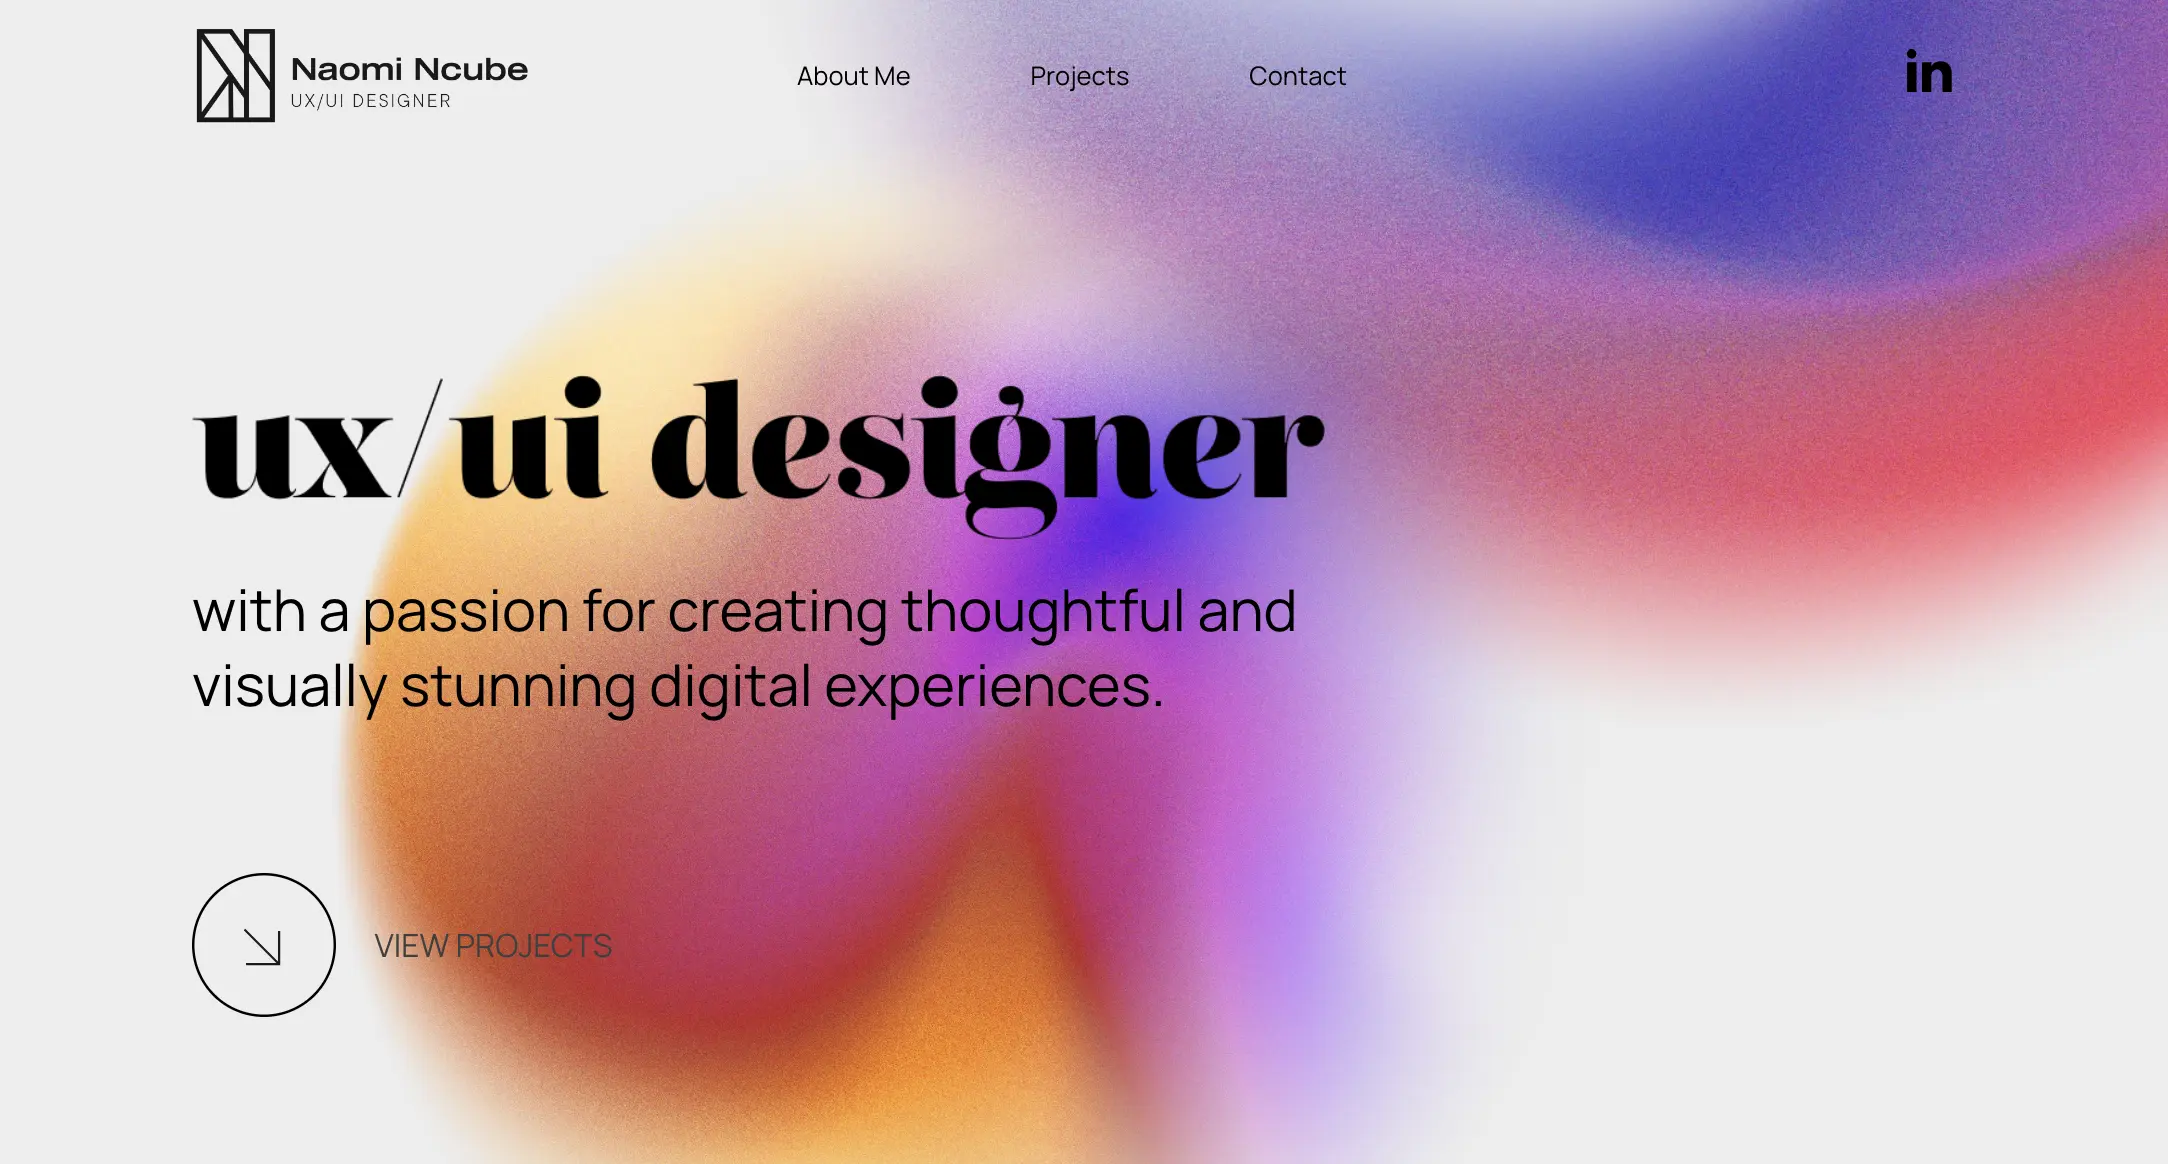 Naomi Ncube
UX/UI DESIGNER
About Me
Projects
Contact
in
ux/ui designer
with a passion for creating thoughtful and
visually stunning digital experiences.
VIEW PROJECTS